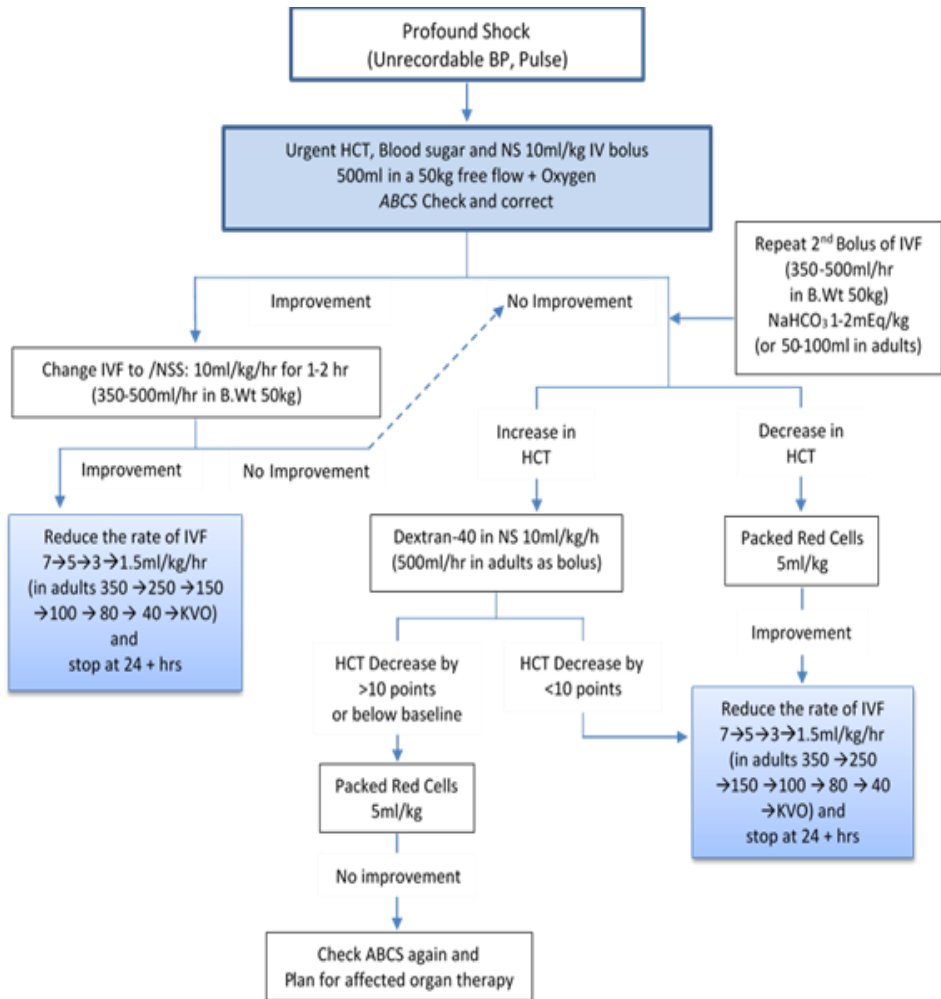 Profound Shock
(Unrecordable BP, Pulse)
Urgent HCT, Blood sugar and NS 10ml/kg IV bolus
500ml in a 50kg free flow + Oxygen
ABCS Check and correct
Repeat 2nd Bolus of IVF
(350-500ml/hr
in B.Wt 50kg)
NaHCO₃ 1-2mEq/kg
(or 50-100ml in adults)
Improvement
No Improvement
Change IVF to /NSS: 10ml/kg/hr for 1-2 hr
(350-500ml/hr in B.Wt 50kg)
Improvement
No Improvement
Increase in
HCT
Decrease in
HCT
Reduce the rate of IVF
7→5→3→1.5ml/kg/hr
(in adults 350 →250 →150
→100 → 80 → 40 →KVO)
and
stop at 24 + hrs
Dextran-40 in NS 10ml/kg/h
(500ml/hr in adults as bolus)
Packed Red Cells
5ml/kg
Improvement
HCT Decrease by
>10 points
or below baseline
HCT Decrease by
<10 points
Reduce the rate of IVF
7→5→3→1.5ml/kg/hr
(in adults 350 →250
→150 →100 → 80 → 40
→KVO) and
stop at 24 + hrs
Packed Red Cells
5ml/kg
No improvement
Check ABCS again and
Plan for affected organ therapy